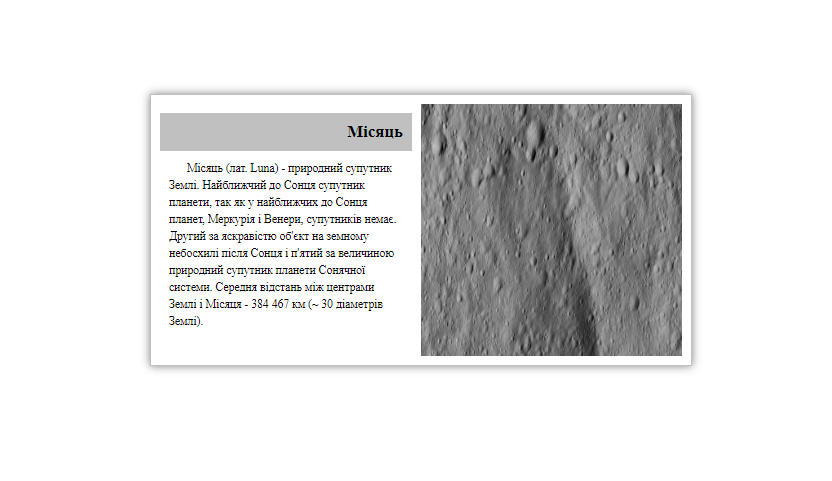 Місяць
Місяць (лат. Luna) - природний супутник
Землі. Найближчий до Сонця супутник
планети, так як у найближчих до Сонця
планет, Меркурія і Венери, супутників немає.
Другий за яскравістю об'єкт на земному
небосхилі після Сонця і п'ятий за величиною
природний супутник планети Сонячної
системи. Середня відстань між центрами
Землі і Місяця - 384 467 км (~ 30 діаметрів
Землі).